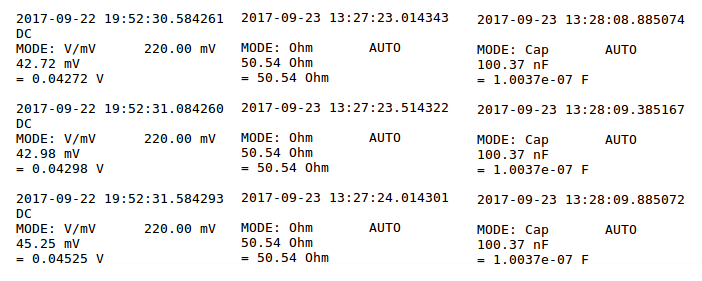 2017-09-22 19:52:30.584261
DC
MODE: V/mV      220.00 mV
42.72 mV
= 0.04272 V
2017-09-22 19:52:31.084260
DC
MODE: V/mV      220.00 mV
42.98 mV
= 0.04298 V
2017-09-22 19:52:31.584293
DC
MODE: V/mV      220.00 mV
45.25 mV
= 0.04525 V
2017-09-23 13:27:23.014343
MODE: Ohm       AUTO
50.54 Ohm
= 50.54 Ohm
2017-09-23 13:27:23.514322
MODE: Ohm       AUTO
50.54 Ohm
= 50.54 Ohm
2017-09-23 13:27:24.014301
MODE: Ohm       AUTO
50.54 Ohm
= 50.54 Ohm
2017-09-23 13:28:08.885074
MODE: Cap       AUTO
100.37 nF
= 1.0037e-07 F
2017-09-23 13:28:09.385167
MODE: Cap       AUTO
100.37 nF
= 1.0037e-07 F
2017-09-23 13:28:09.885072
MODE: Cap       AUTO
100.37 nF
= 1.0037e-07 F